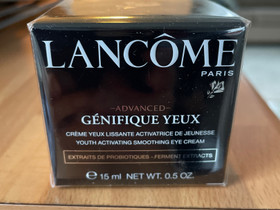 LANCÔME
PARIS
—ADVANCED—
GÉNIFIQUE YEUX
CRÈME YEUX LISSANTE ACTIVATRICE DE JEUNESSE
YOUTH ACTIVATING SMOOTHING EYE CREAM
EXTRAITS DE PROBIOTIQUES - FERMENT EXTRACTS
℮ 15 ml NET WT. 0.5 OZ.